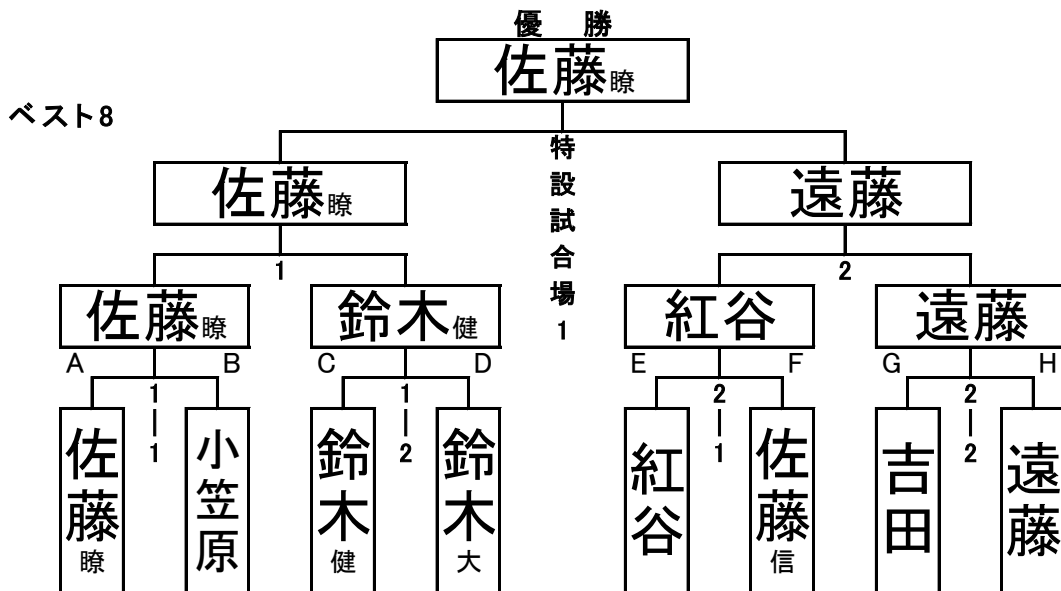 優 勝
佐藤瞭
ベスト8
特設試合場1
佐藤瞭
遠藤
1
2
佐藤瞭
鈴木健
紅谷
遠藤
A B C D E F G H
1|1
1|2
2|1
2|2
佐藤瞭
小笠原
鈴木健
鈴木大
紅谷
佐藤信
吉田
遠藤